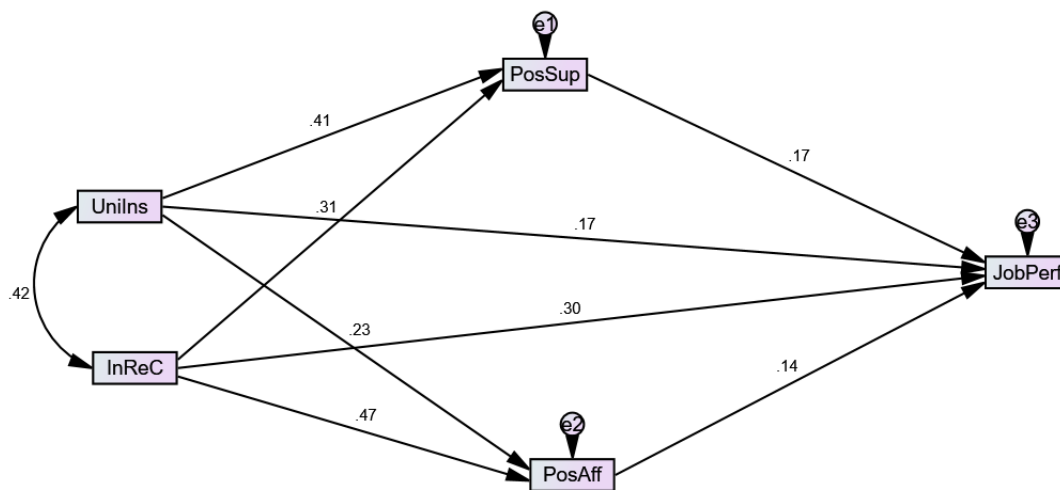 e1
PosSup
.41
.17
UniIns
.31
.17
e3
JobPerf
.42
.30
.23
InReC
.14
.47
e2
PosAff